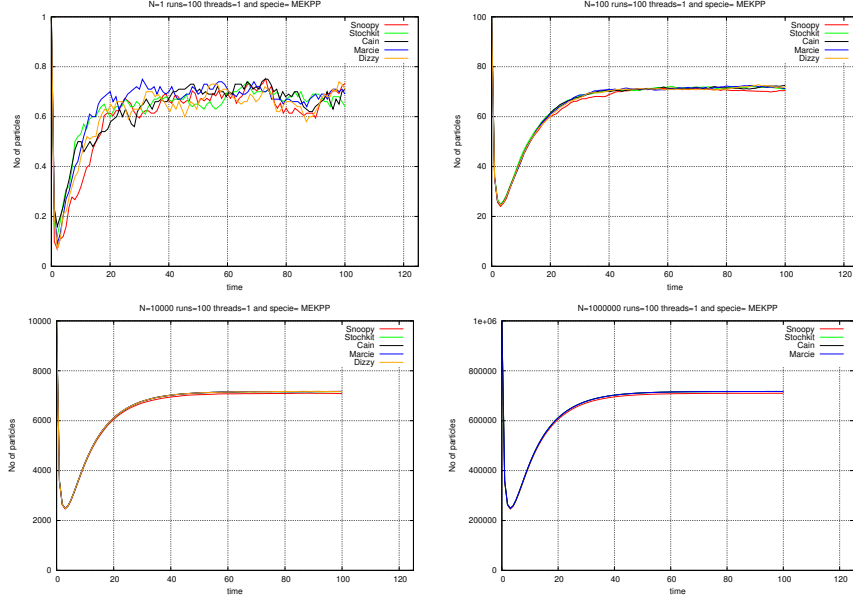 N=1 runs=100 threads=1 and specie= MEKPP
No of particles
1
0.8
0.6
0.4
0.2
0
0 20 40 60 80 100 120
time
Snoopy
Stochkit
Cain
Marcie
Dizzy
N=100 runs=100 threads=1 and specie= MEKPP
No of particles
100
80
60
40
20
0
0 20 40 60 80 100 120
time
Snoopy
Stochkit
Cain
Marcie
Dizzy
N=10000 runs=100 threads=1 and specie= MEKPP
No of particles
10000
8000
6000
4000
2000
0
0 20 40 60 80 100 120
time
Snoopy
Stochkit
Cain
Marcie
Dizzy
N=1000000 runs=100 threads=1 and specie= MEKPP
No of particles
1e+06
800000
600000
400000
200000
0
0 20 40 60 80 100 120
time
Snoopy
Stochkit
Cain
Marcie